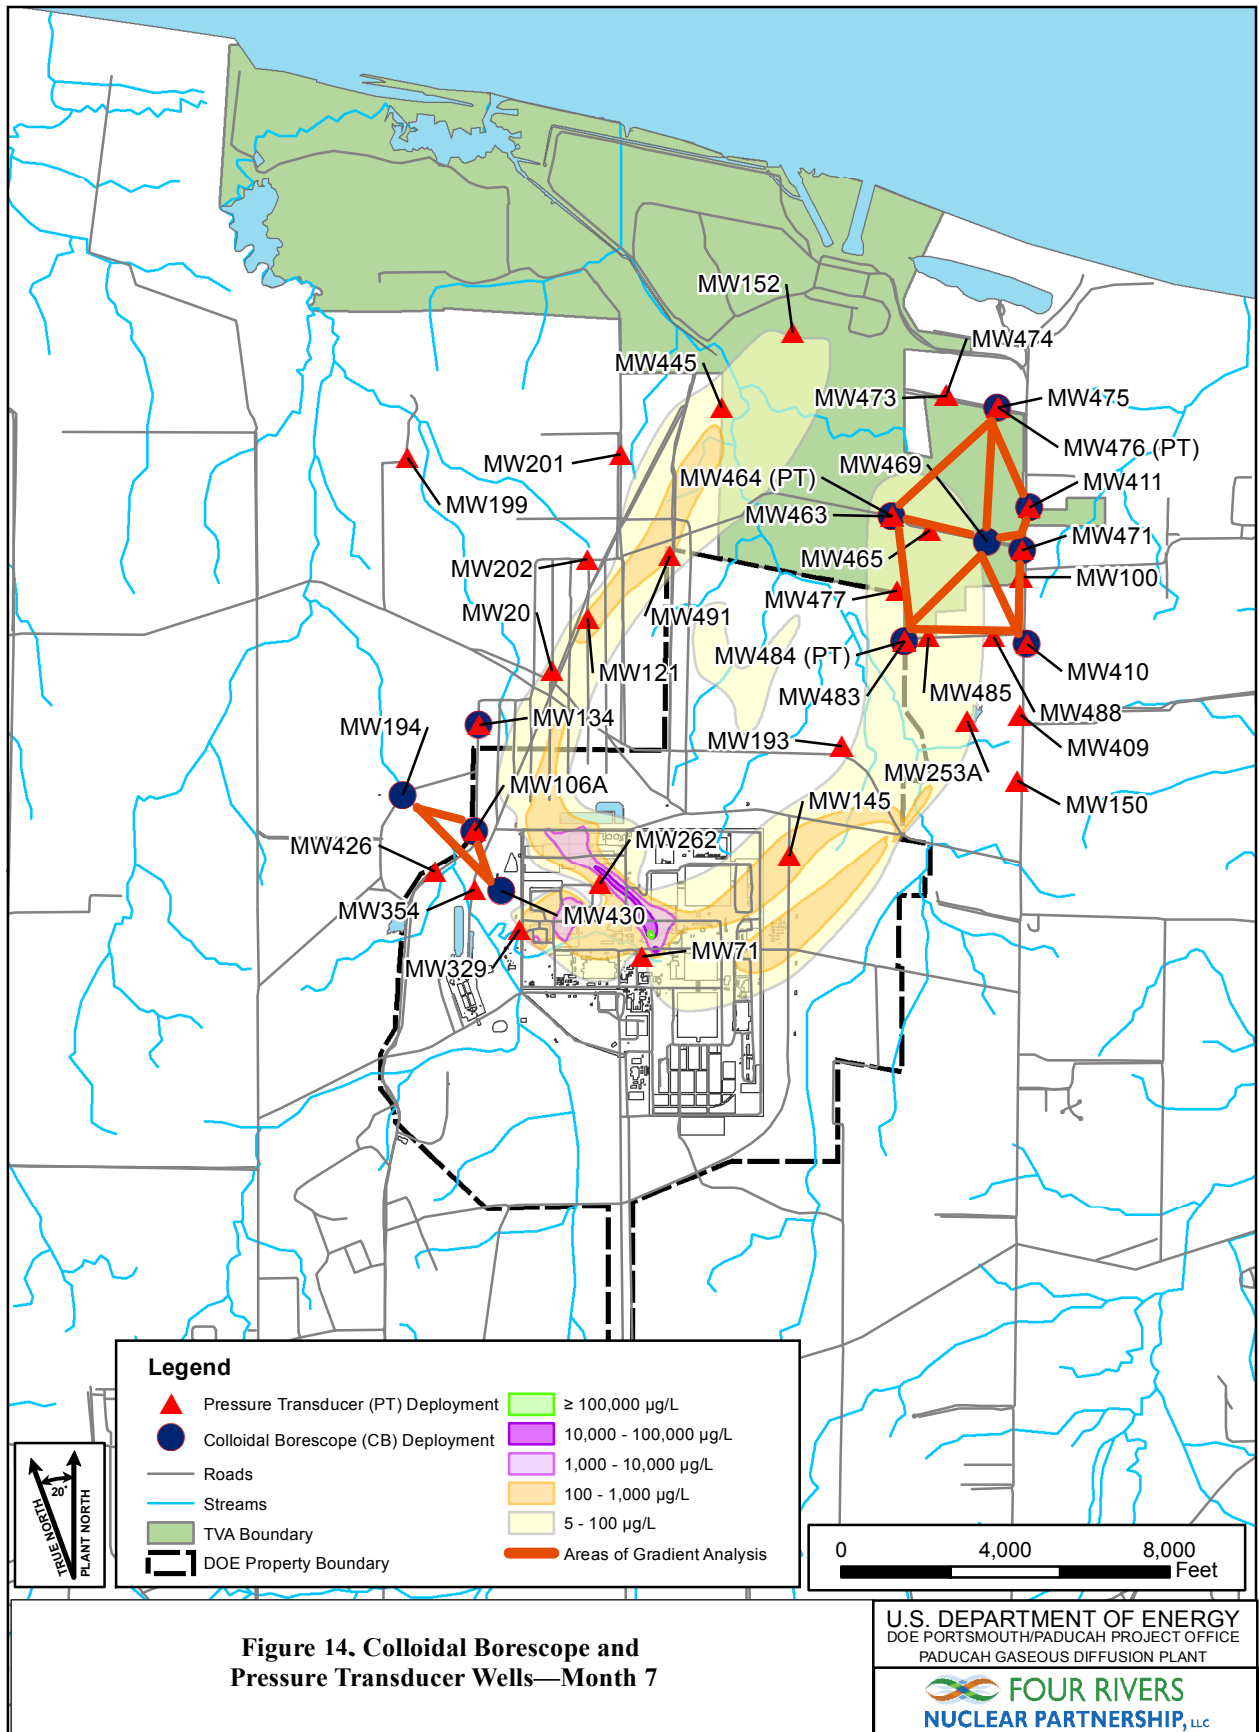 MW152
MW474
MW445
MW473
MW475
MW476 (PT)
MW201
MW469
MW464 (PT)
MW411
MW199
MW463
MW471
MW465
MW202
MW100
MW477
MW20
MW491
MW484 (PT)
MW410
MW121
MW483
MW485
MW488
MW194
MW134
MW193
MW409
MW253A
MW106A
MW145
MW150
MW426
MW262
MW354
MW430
MW329
MW71
Legend
Pressure Transducer (PT) Deployment
Colloidal Borescope (CB) Deployment
Roads
Streams
TVA Boundary
DOE Property Boundary
≥ 100,000 µg/L
10,000 - 100,000 µg/L
1,000 - 10,000 µg/L
100 - 1,000 µg/L
5 - 100 µg/L
Areas of Gradient Analysis
20°
TRUE NORTH
PLANT NORTH
0 4,000 8,000
Feet
Figure 14. Colloidal Borescope and
Pressure Transducer Wells—Month 7
U.S. DEPARTMENT OF ENERGY
DOE PORTSMOUTH/PADUCAH PROJECT OFFICE
PADUCAH GASEOUS DIFFUSION PLANT
FOUR RIVERS
NUCLEAR PARTNERSHIP, LLC